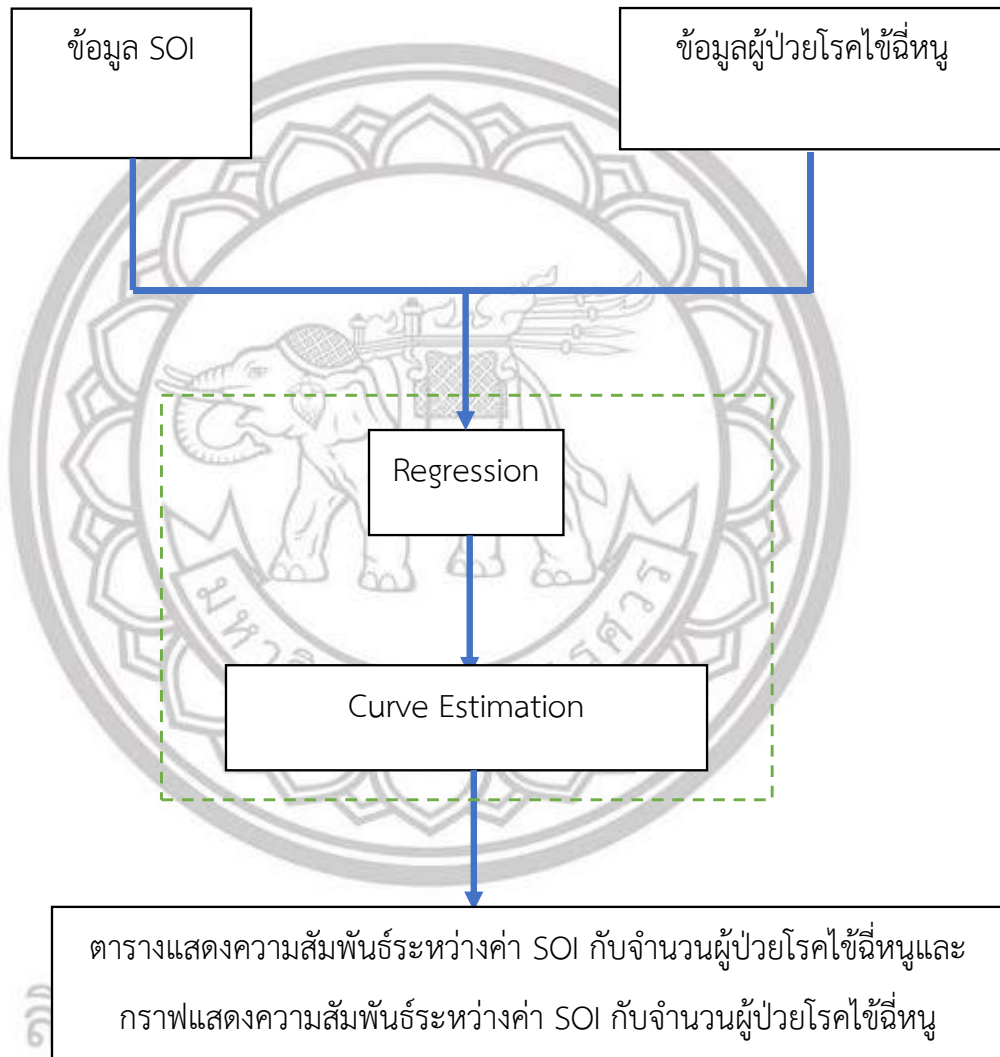 ข้อมูล SOI
ข้อมูลผู้ป่วยโรคไข้ฉี่หนู
Regression
Curve Estimation
ตารางแสดงความสัมพันธ์ระหว่างค่า SOI กับจำนวนผู้ป่วยโรคไข้ฉี่หนูและ
กราฟแสดงความสัมพันธ์ระหว่างค่า SOI กับจำนวนผู้ป่วยโรคไข้ฉี่หนู